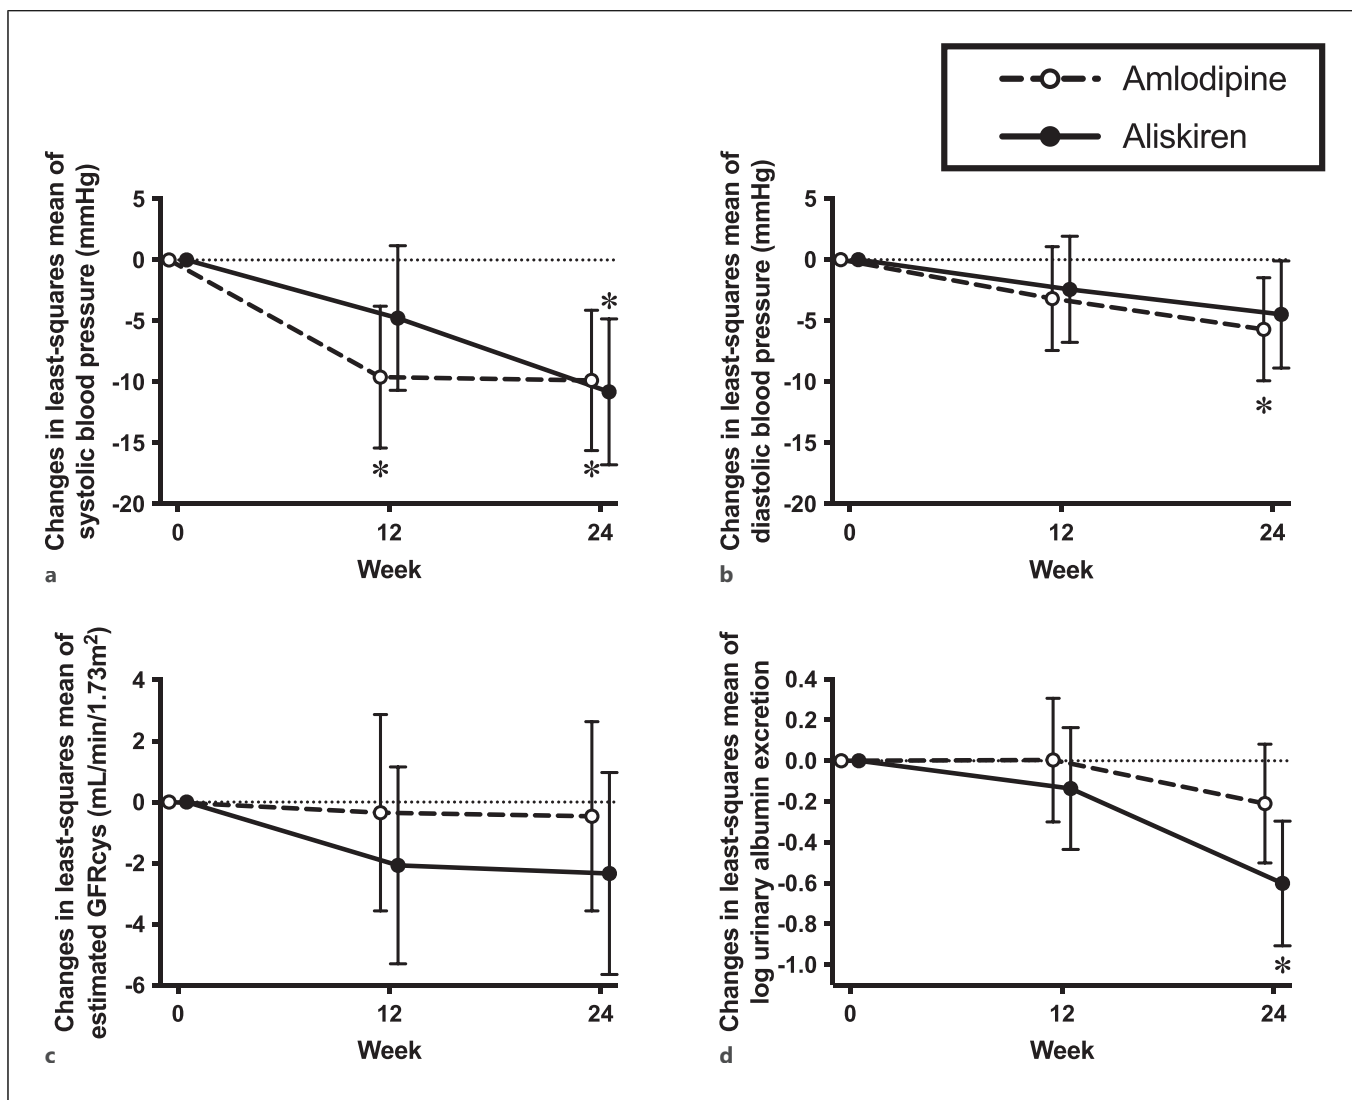 Amlodipine
Aliskiren
Changes in least-squares mean of
systolic blood pressure (mmHg)
5
0
-5
-10
-15
-20
*
*
*
0 12 24
Week
a
Changes in least-squares mean of
diastolic blood pressure (mmHg)
5
0
-5
-10
-15
-20
*
0 12 24
Week
b
Changes in least-squares mean of
estimated GFRcys (mL/min/1.73m²)
4
2
0
-2
-4
-6
0 12 24
Week
c
Changes in least-squares mean of
log urinary albumin excretion
0.4
0.2
0.0
-0.2
-0.4
-0.6
-0.8
-1.0
*
0 12 24
Week
d